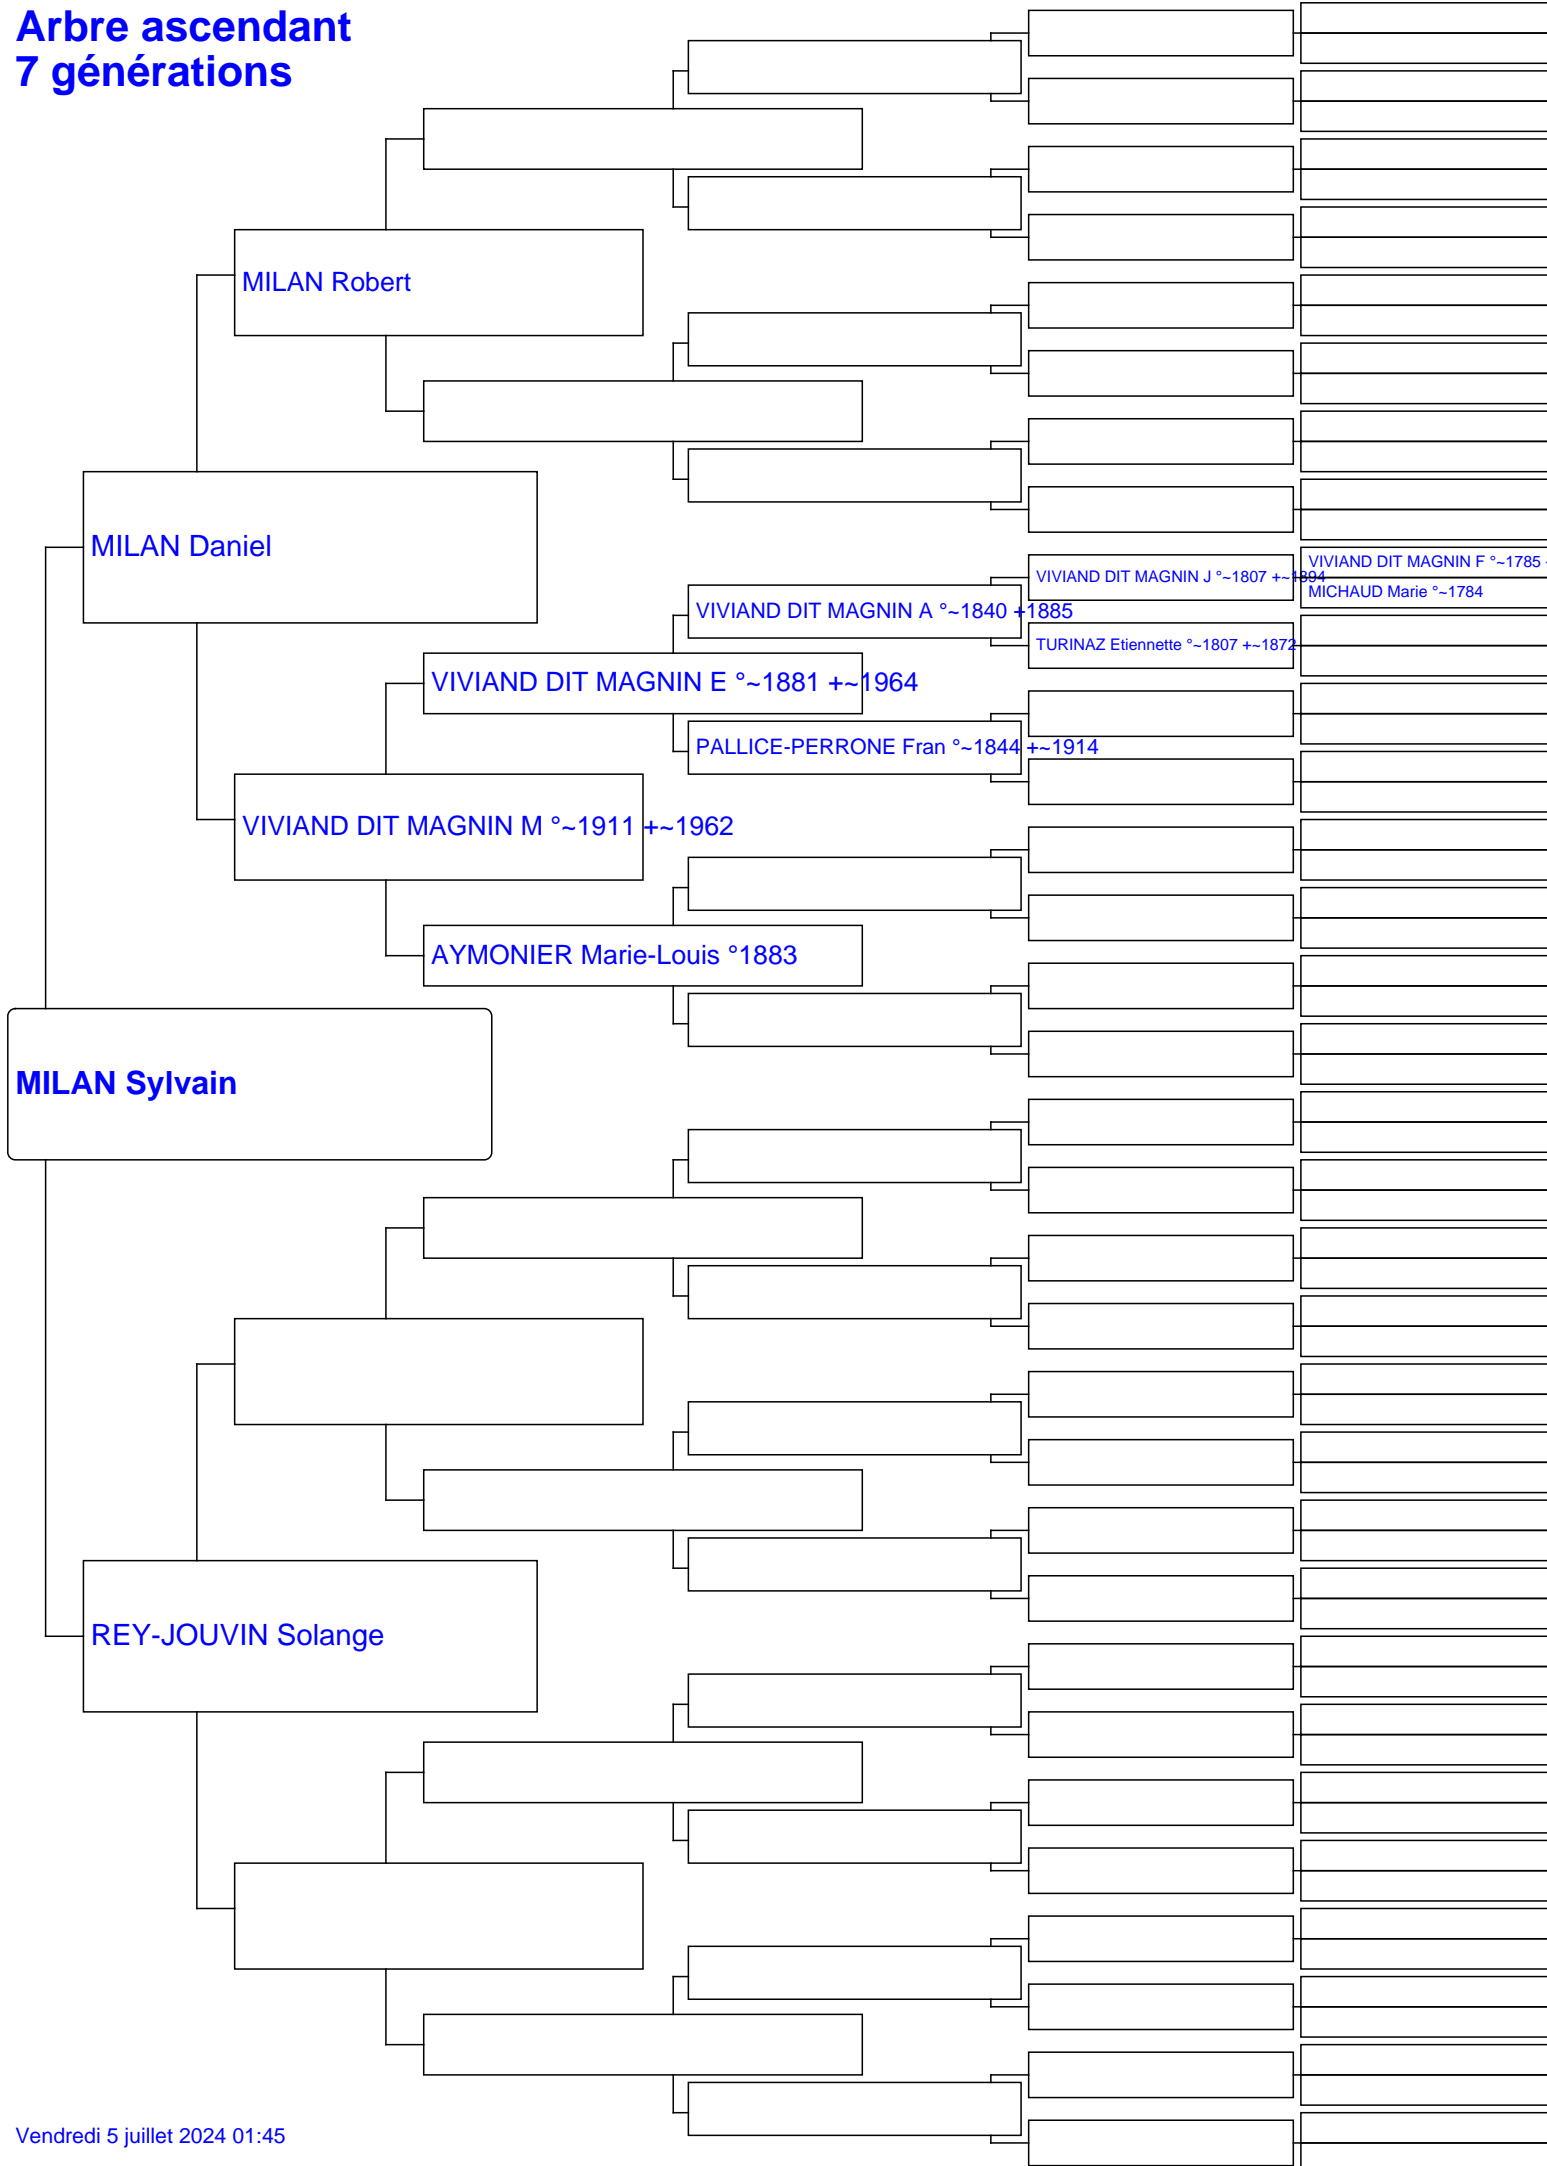 Arbre ascendant
7 générations
MILAN Robert
MILAN Daniel
VIVIAND DIT MAGNIN F °~1785
VIVIAND DIT MAGNIN J °~1807 +~1894
MICHAUD Marie °~1784
VIVIAND DIT MAGNIN A °~1840 +1885
TURINAZ Etiennette °~1807 +~1872
VIVIAND DIT MAGNIN E °~1881 +~1964
PALLICE-PERRONE Fran °~1844 +~1914
VIVIAND DIT MAGNIN M °~1911 +~1962
AYMONIER Marie-Louis °1883
MILAN Sylvain
REY-JOUVIN Solange
Vendredi 5 juillet 2024 01:45